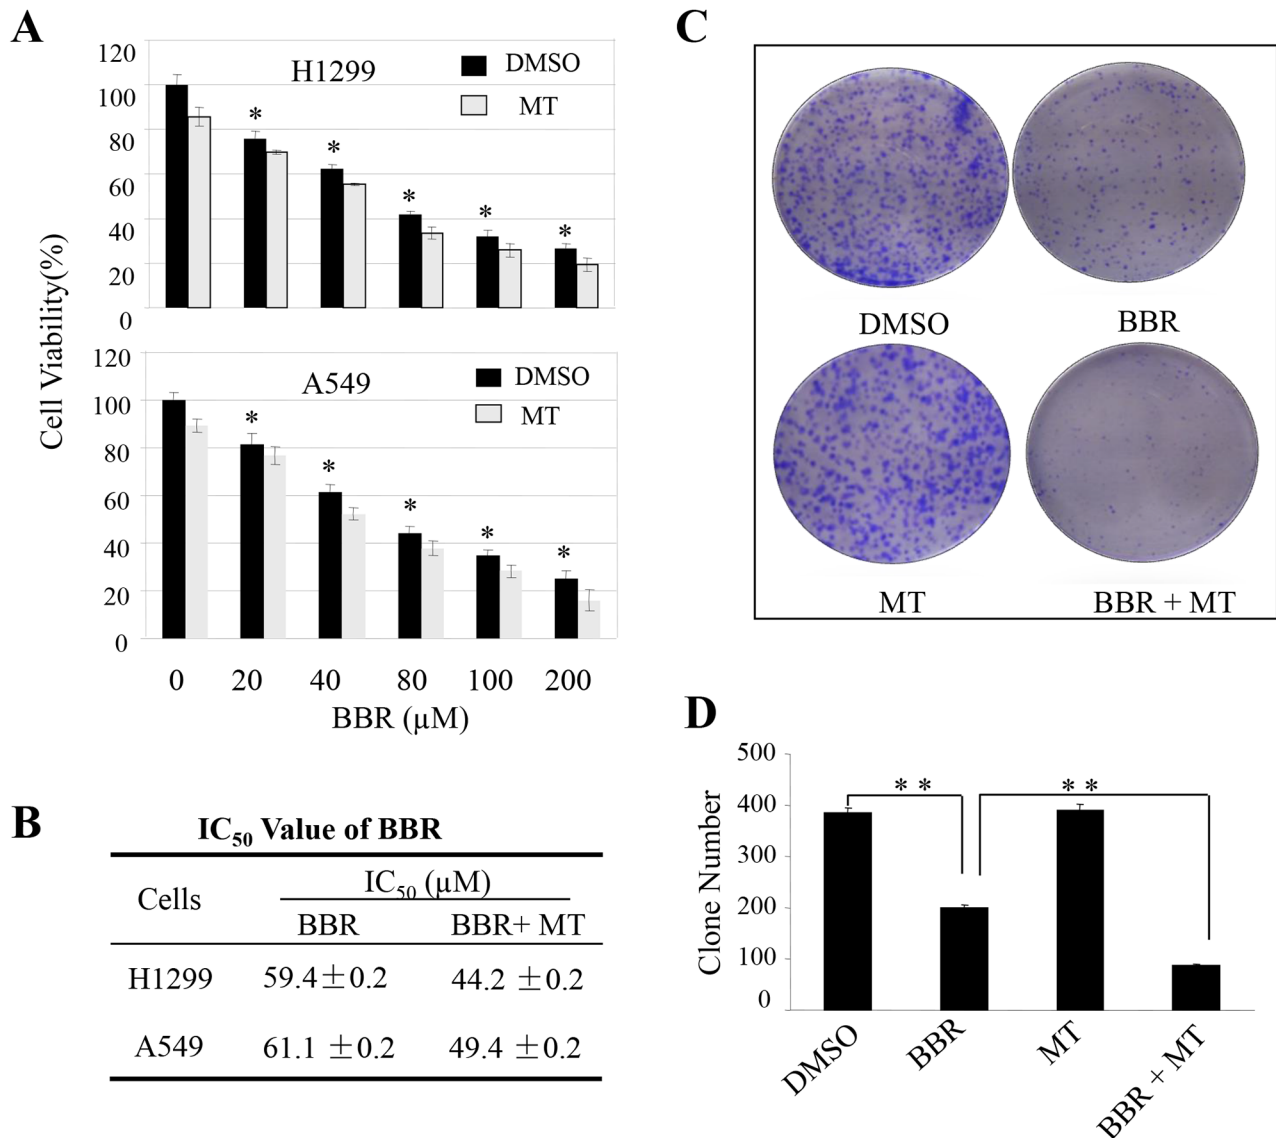 A
120
100
80
60
40
20
0
H1299
DMSO
MT
* * * * *
Cell Viability(%)
120
100
80
60
40
20
0
A549
DMSO
MT
* * * * *
0 20 40 80 100 200
BBR (µM)
B
IC50 Value of BBR
Cells
IC50 (µM)
BBR BBR+ MT
H1299 59.4±0.2 44.2 ±0.2
A549 61.1 ±0.2 49.4 ±0.2
C
DMSO BBR
MT BBR + MT
D
Clone Number
500
400
300
200
100
0
* * * *
DMSO BBR MT BBR + MT